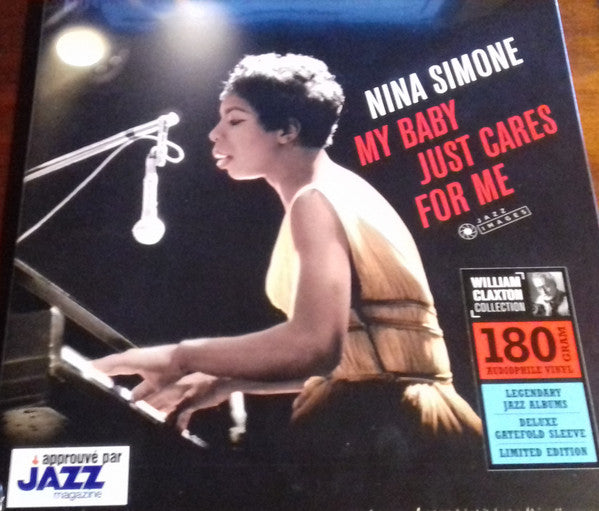 NINA SIMONE
MY BABY
JUST CARES
FOR ME
JAZZ
IMAGES
WILLIAM
CLAXTON
COLLECTION
180 GRAM
AUDIOPHILE VINYL
LEGENDARY
JAZZ ALBUMS
DELUXE
GATEFOLD SLEEVE
LIMITED EDITION
approuvé par
JAZZ
magazine